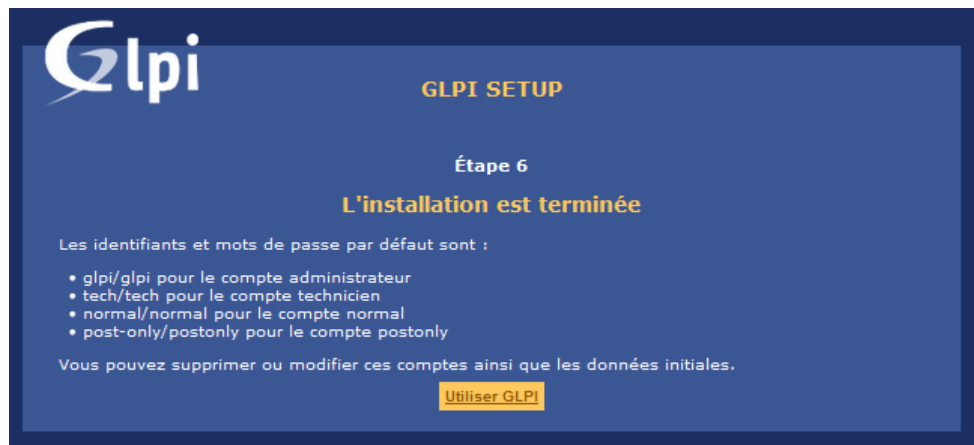 Glpi
GLPI SETUP
Étape 6
L'installation est terminée
Les identifiants et mots de passe par défaut sont :
• glpi/glpi pour le compte administrateur
• tech/tech pour le compte technicien
• normal/normal pour le compte normal
• post-only/postonly pour le compte postonly
Vous pouvez supprimer ou modifier ces comptes ainsi que les données initiales.
Utiliser GLPI